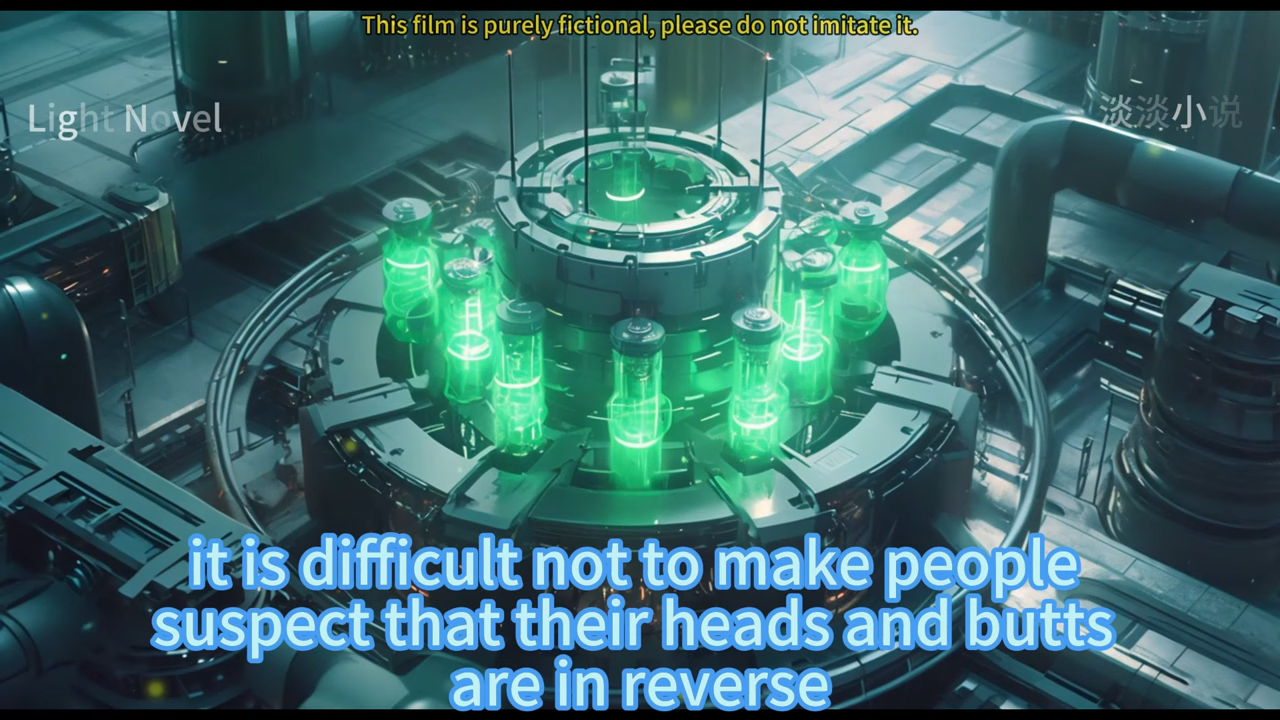 This film is purely fictional, please do not imitate it.
Light Novel
淡淡小说
it is difficult not to make people
suspect that their heads and butts
are in reverse